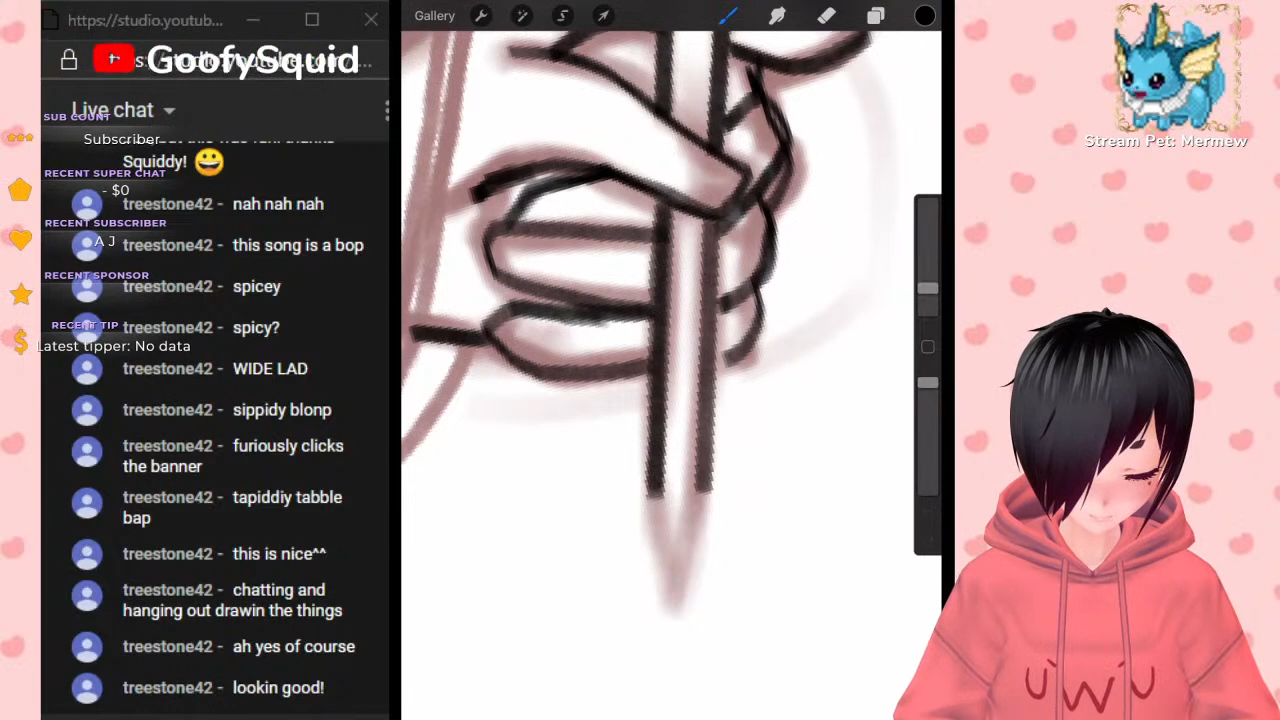 https://studio.youtub...
GoofySquid
Live chat
SUB COUNT
Subscriber
Squiddy!
RECENT SUPER CHAT
- $0
treestone42 - nah nah nah
RECENT SUBSCRIBER
A J
treestone42 - this song is a bop
RECENT SPONSOR
treestone42 - spicey
RECENT TIP
treestone42 - spicy?
Latest tipper: No data
treestone42 - WIDE LAD
treestone42 - sippidy blonp
treestone42 - furiously clicks
the banner
treestone42 - tapiddiy tabble
bap
treestone42 - this is nice^^
treestone42 - chatting and
hanging out drawin the things
treestone42 - ah yes of course
treestone42 - lookin good!
Gallery
Stream Pet: Mermew
UWU